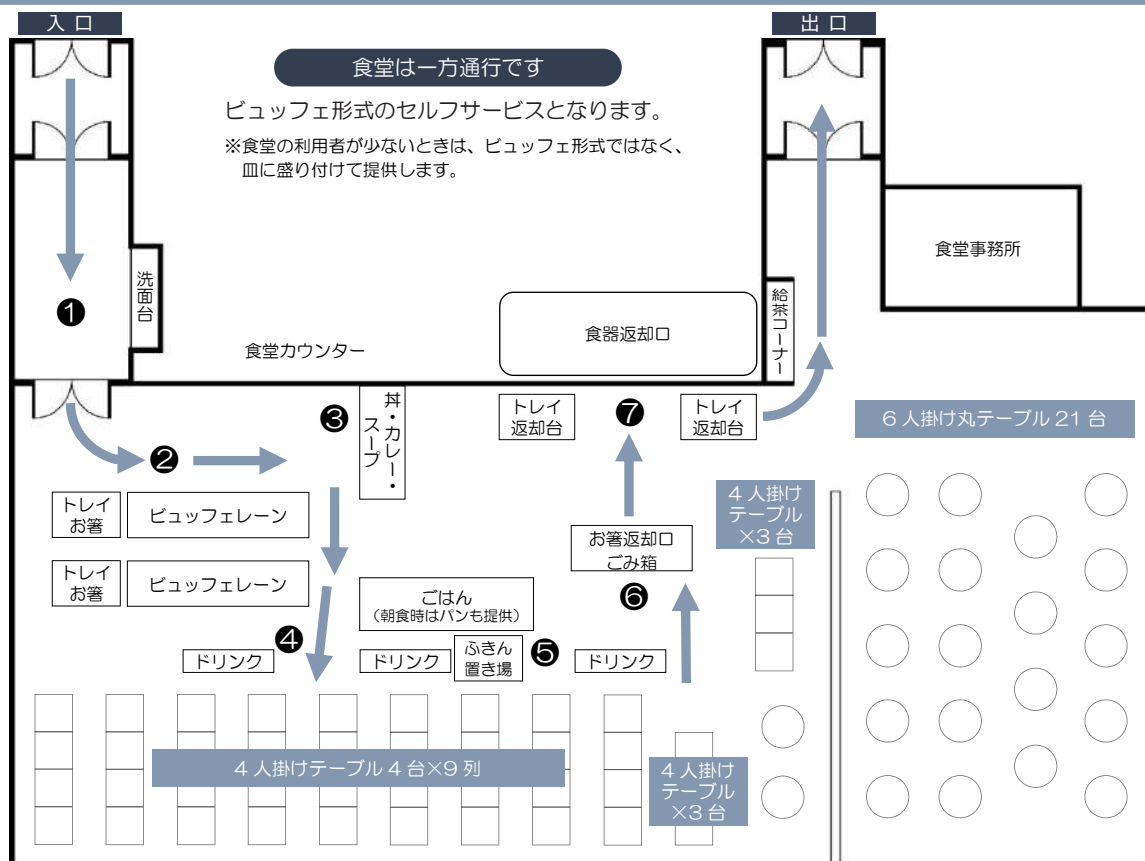 入 口
出 口
食堂は一方通行です
ビュッフェ形式のセルフサービスとなります。
※食堂の利用者が少ないときは、ビュッフェ形式ではなく、
皿に盛り付けて提供します。
洗面台
❶
食堂カウンター
食器返却口
給茶コーナー
食堂事務所
❷
❸
丼・カレー・
スープ
トレイ
返却台
❼
トレイ
返却台
6 人掛け丸テーブル 21 台
トレイ
お箸
ビュッフェレーン
トレイ
お箸
ビュッフェレーン
4 人掛け
テーブル
×3 台
お箸返却口
ごみ箱
❻
ごはん
（朝食時はパンも提供）
❹
ドリンク
ドリンク
ふきん
置き場
❺
ドリンク
4 人掛けテーブル 4 台×9 列
4 人掛け
テーブル
×3 台